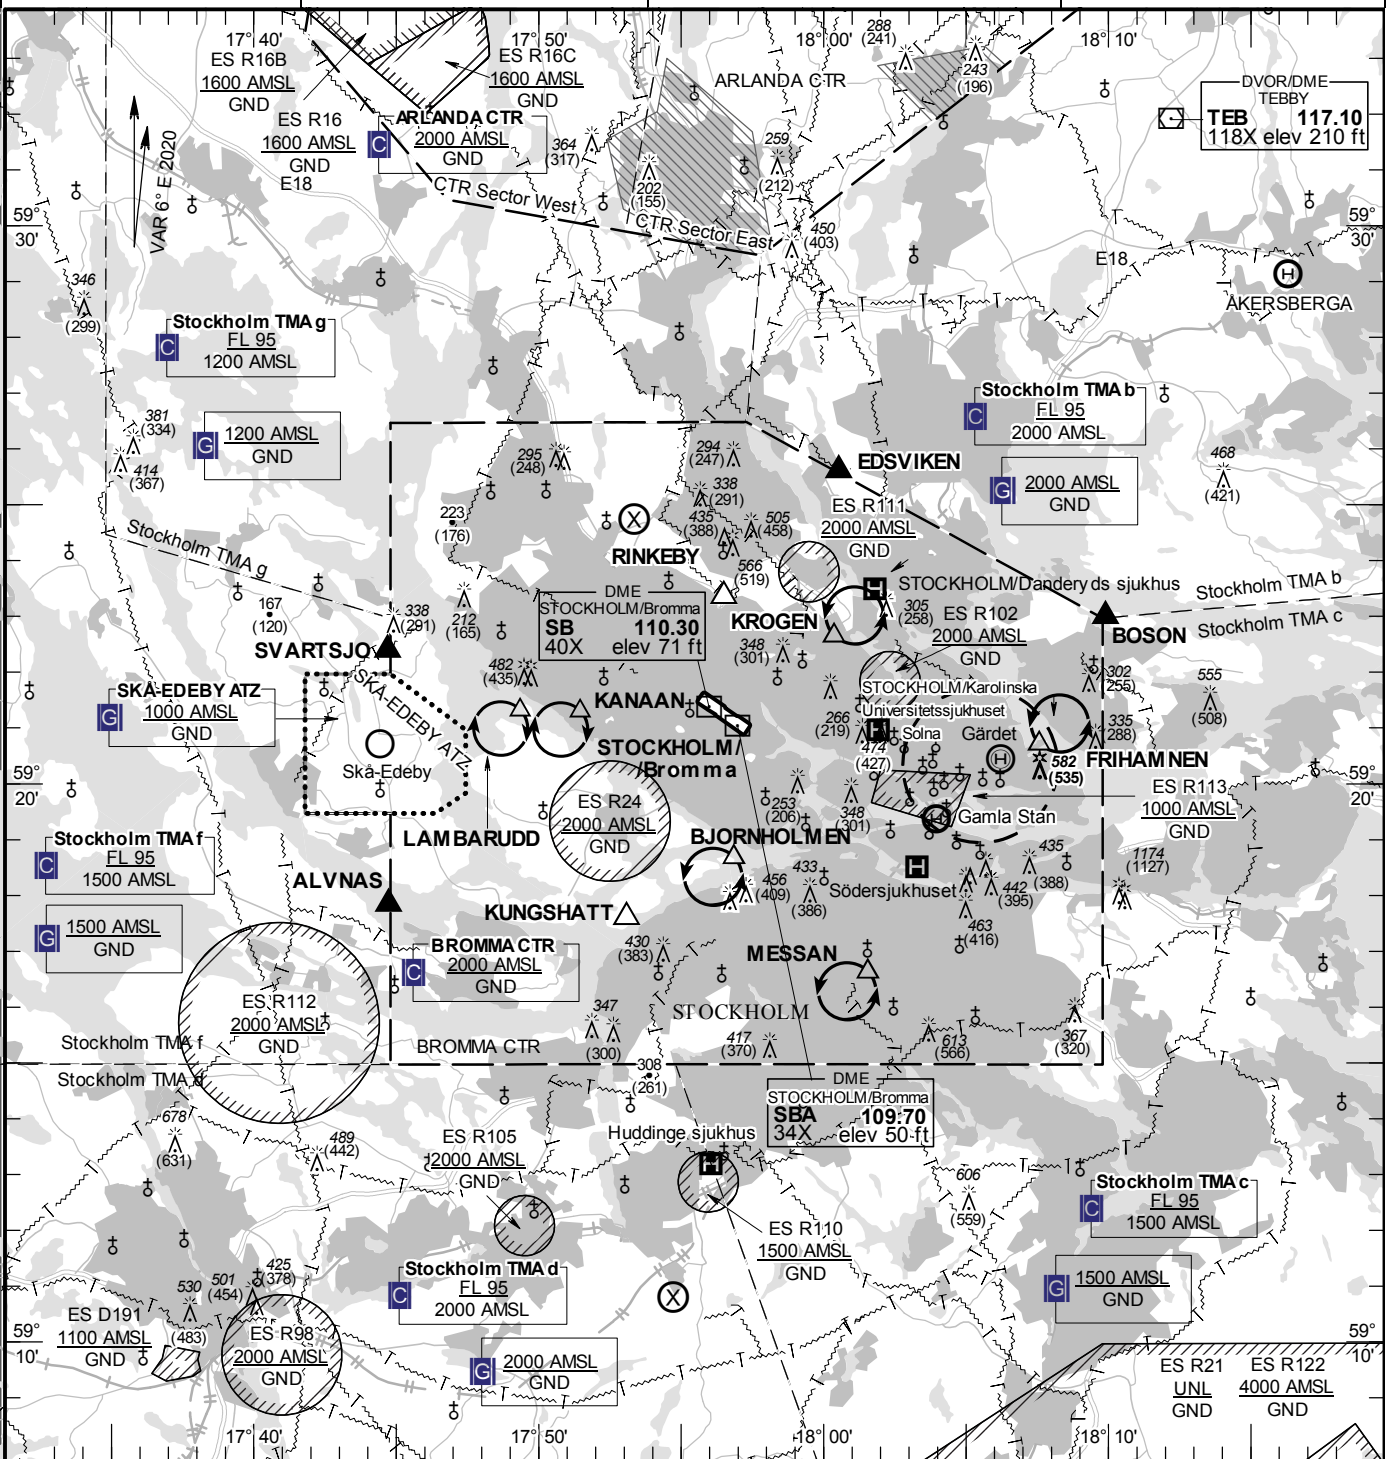 17°40'
17°50'
18°00'
18°10'
ES R16B
1600 AMSL
GND
ES R16C
1600 AMSL
GND
ES R16
1600 AMSL
GND
E18
C
ARLANDA CTR
2000 AMSL
GND
ARLANDA CTR
288
(241)
243
(196)
DVOR/DME
TEBBY
TEB 117.10
118X elev 210 ft
VAR 6° E 2020
364
(317)
259
(212)
202
(155)
CTR Sector West
CTR Sector East
450
(403)
59°
30'
59°
30'
E18
H
ÅKERSBERGA
346
(299)
C
Stockholm TMA g
FL 95
1200 AMSL
G
1200 AMSL
GND
381
(334)
414
(367)
C
Stockholm TMA b
FL 95
2000 AMSL
G
2000 AMSL
GND
468
(421)
295
(248)
294
(247)
338
(291)
EDSVIKEN
223
(176)
X
RINKEBY
435
(388)
505
(458)
566
(519)
ES R111
2000 AMSL
GND
Stockholm TMA g
167
(120)
338
(291)
212
(165)
DME
STOCKHOLM/Bromma
SB 110.30
40X elev 71 ft
KROGEN
H
STOCKHOLM/Danderyds sjukhus
305
(258)
ES R102
2000 AMSL
GND
Stockholm TMA b
Stockholm TMA c
BOSON
SVARTSJO
348
(301)
482
(435)
302
(255)
555
(508)
G
SKÅ-EDEBY ATZ
1000 AMSL
GND
SKÅ-EDEBY ATZ
Skå-Edeby
KANAAN
STOCKHOLM/
/Bromma
STOCKHOLM/Karolinska
Universitetssjukhuset
H
Solna
266
(219)
474
(427)
Gärdet
H
335
(288)
FRIHAMNEN
582
(535)
59°
20'
59°
20'
ES R24
2000 AMSL
GND
253
(206)
348
(301)
ES R113
1000 AMSL
GND
H
Gamla Stan
LAMBARUDD
BJORNHOLMEN
C
Stockholm TMA f
FL 95
1500 AMSL
G
1500 AMSL
GND
ALVNAS
KUNGSHATT
456
(409)
433
(386)
H
Södersjukhuset
435
(388)
442
(395)
463
(416)
1174
(1127)
C
BROMMA CTR
2000 AMSL
GND
430
(383)
MESSAN
ES R112
2000 AMSL
GND
347
(300)
STOCKHOLM
417
(370)
613
(566)
367
(320)
BROMMA CTR
Stockholm TMA f
Stockholm TMA d
308
(261)
DME
STOCKHOLM/Bromma
SBA 109.70
34X elev 50 ft
678
(631)
489
(442)
ES R105
2000 AMSL
GND
Huddinge sjukhus
H
ES R110
1500 AMSL
GND
606
(559)
C
Stockholm TMA c
FL 95
1500 AMSL
G
1500 AMSL
GND
C
Stockholm TMA d
FL 95
2000 AMSL
G
2000 AMSL
GND
X
425
(378)
501
(454)
530
(483)
ES D191
1100 AMSL
GND
ES R98
2000 AMSL
GND
59°
10'
59°
10'
ES R21
UNL
GND
ES R122
4000 AMSL
GND
17°40'
17°50'
18°00'
18°10'